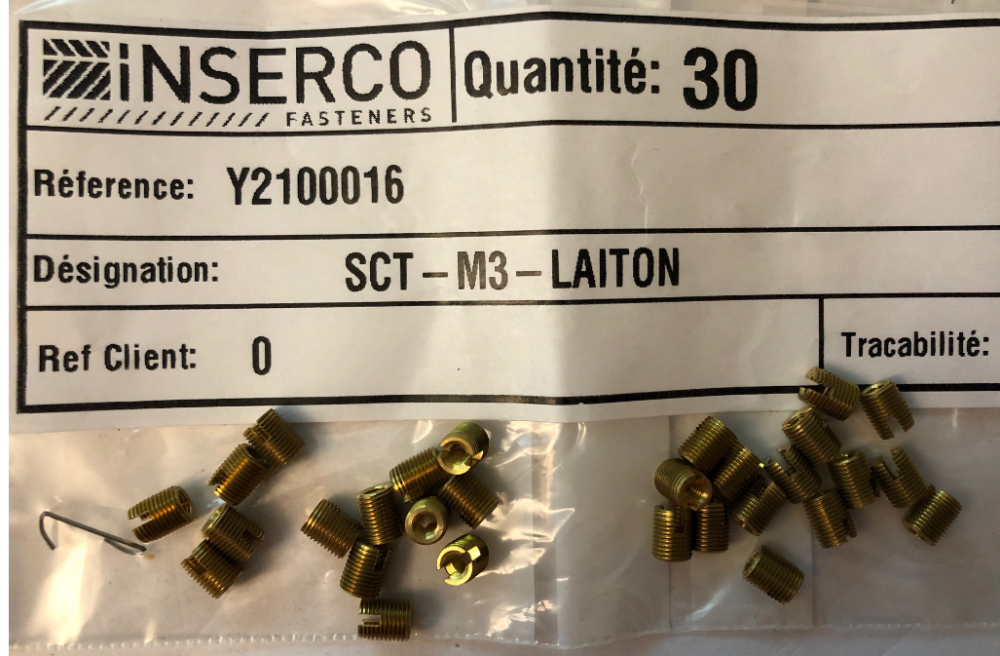 iNSERCO
FASTENERS
Quantité: 30
Réference: Y2100016
Désignation: SCT-M3-LAITON
Ref Client: 0
Tracabilité: